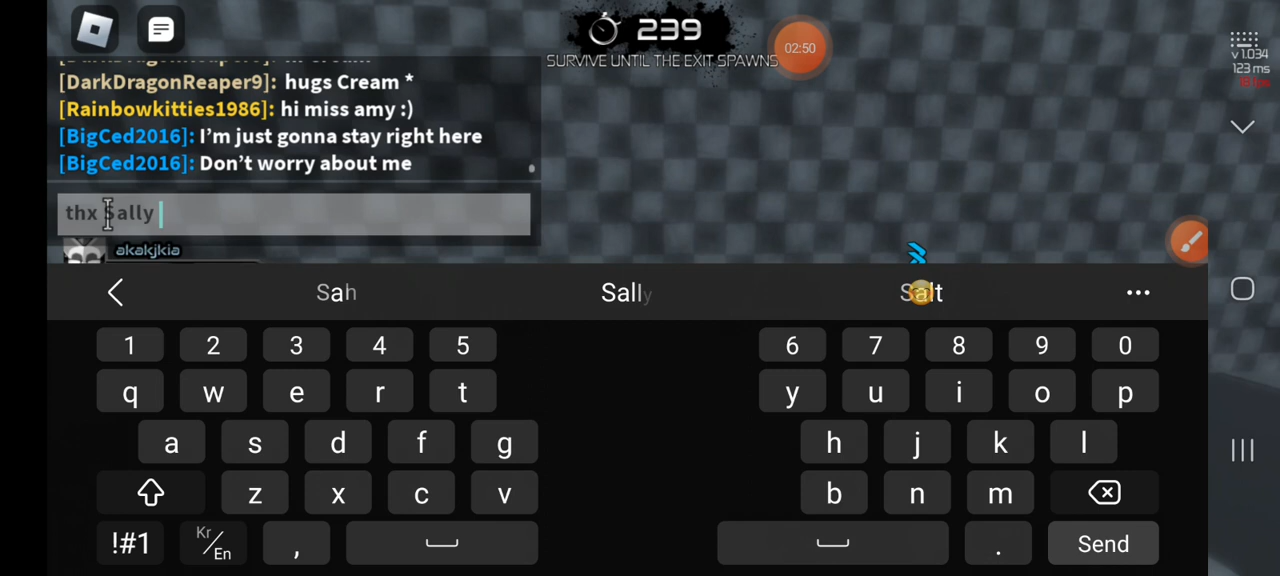 239
02:50
SURVIVE UNTIL THE EXIT SPAWNS
v1.034
123 ms
[DarkDragonReaper9]: hugs Cream *
[Rainbowkitties1986]: hi miss amy :)
[BigCed2016]: I'm just gonna stay right here
[BigCed2016]: Don't worry about me
thx Sally
akakjkia
Sah Sally Salt
1 2 3 4 5 6 7 8 9 0
q w e r t y u i o p
a s d f g h j k l
z x c v b n m
!#1 Kr/En , . Send